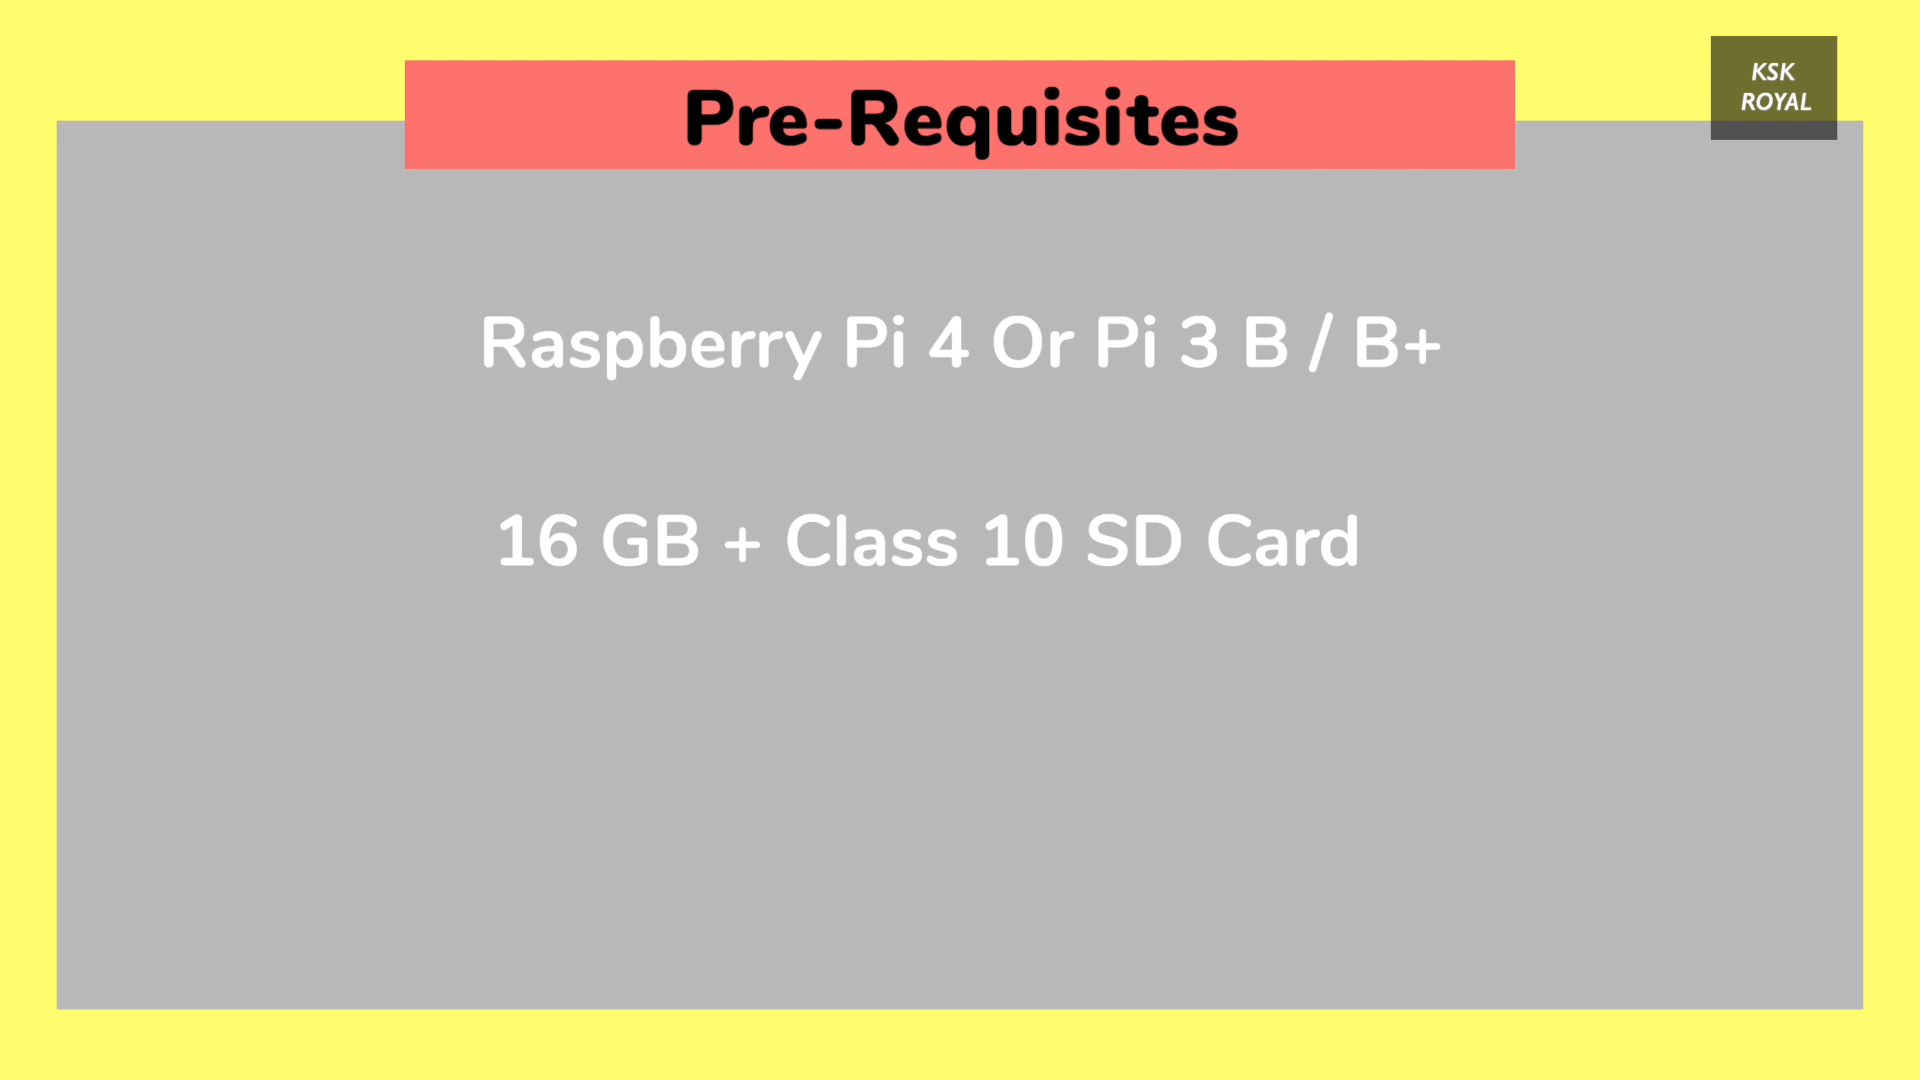 KSK
ROYAL
Pre-Requisites
Raspberry Pi 4 Or Pi 3 B / B+
16 GB + Class 10 SD Card